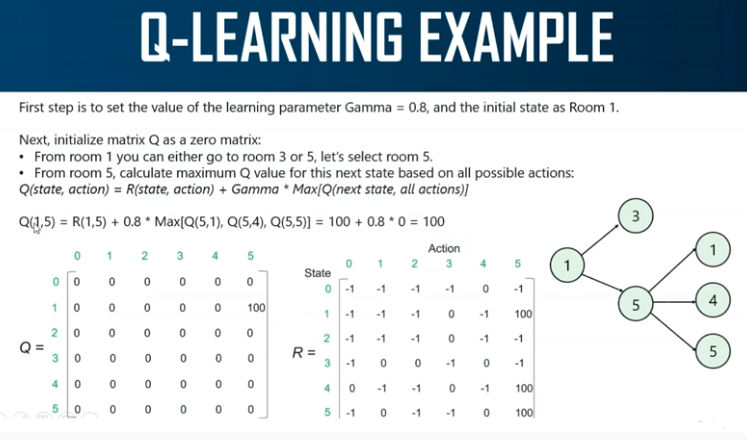 Q-LEARNING EXAMPLE
First step is to set the value of the learning parameter Gamma = 0.8, and the initial state as Room 1.
Next, initialize matrix Q as a zero matrix:
• From room 1 you can either go to room 3 or 5, let's select room 5.
• From room 5, calculate maximum Q value for this next state based on all possible actions:
Q(state, action) = R(state, action) + Gamma * Max[Q(next state, all actions)]
Q(1,5) = R(1,5) + 0.8 * Max[Q(5,1), Q(5,4), Q(5,5)] = 100 + 0.8 * 0 = 100
0 1 2 3 4 5
0 0 0 0 0 0 0
1 0 0 0 0 0 100
2 0 0 0 0 0 0
Q =
3 0 0 0 0 0 0
4 0 0 0 0 0 0
5 0 0 0 0 0 0
Action
State 0 1 2 3 4 5
0 -1 -1 -1 -1 0 -1
1 -1 -1 -1 0 -1 100
2 -1 -1 -1 0 -1 -1
R =
3 -1 0 0 -1 0 -1
4 0 -1 -1 0 -1 100
5 -1 0 -1 -1 0 100
3
1
1
5
4
5